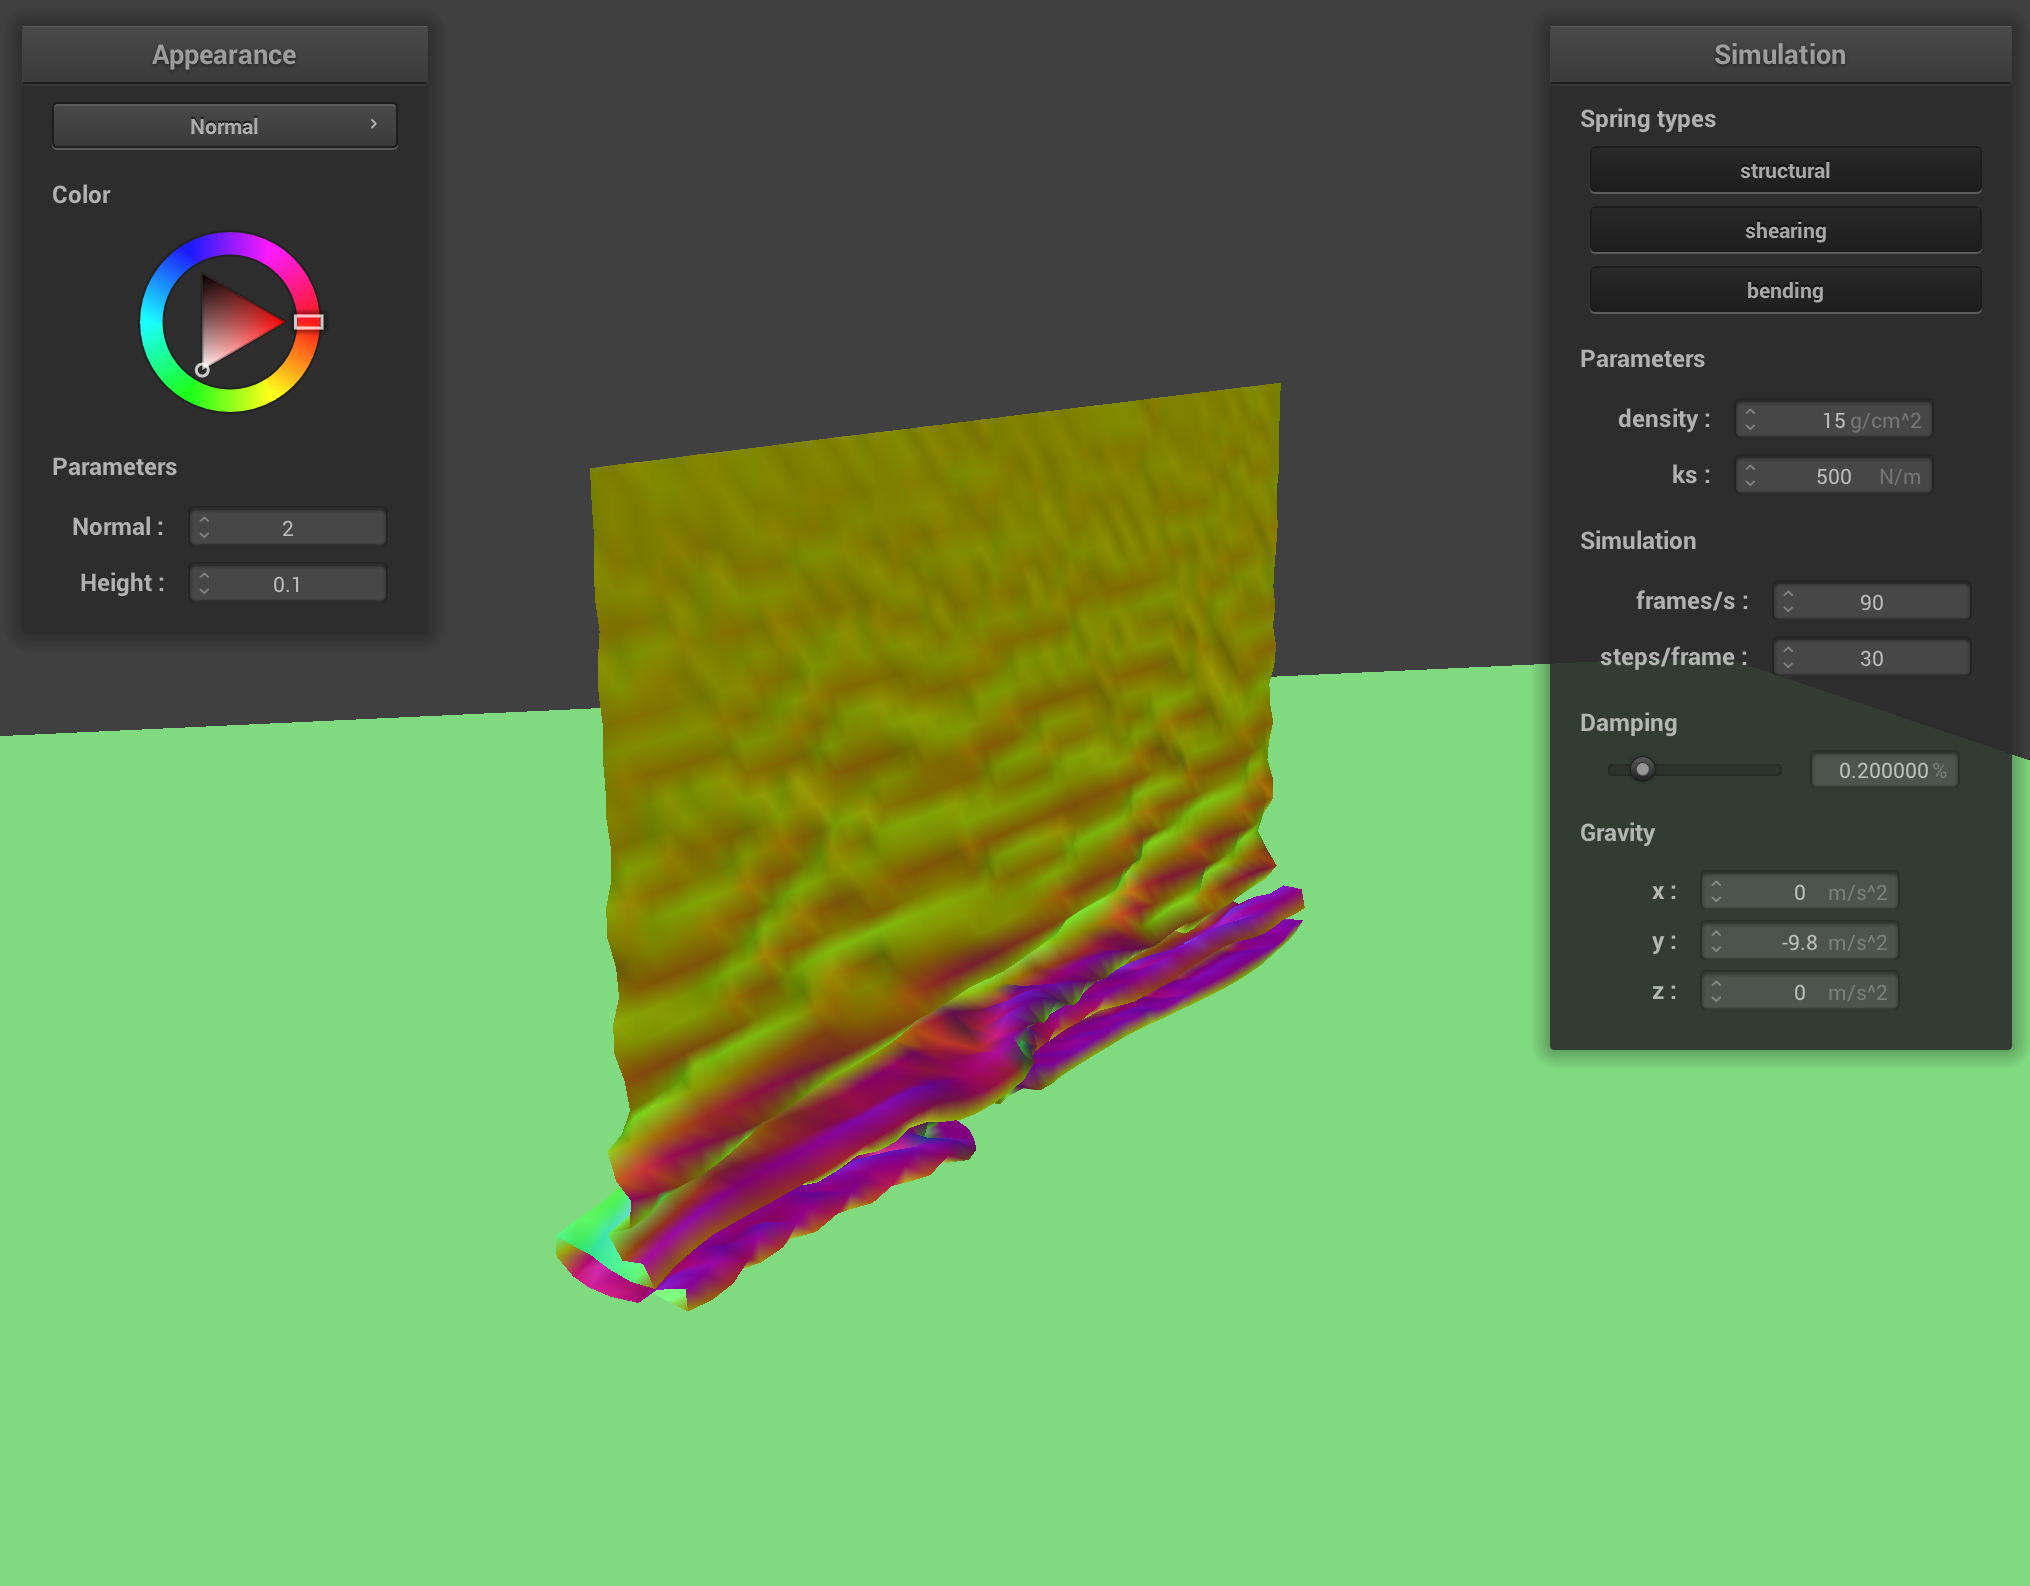 Appearance
Normal
Color
Parameters
Normal : 2
Height : 0.1
Simulation
Spring types
structural
shearing
bending
Parameters
density : 15 g/cm^2
ks : 500 N/m
Simulation
frames/s : 90
steps/frame : 30
Damping
0.200000 %
Gravity
x : 0 m/s^2
y : -9.8 m/s^2
z : 0 m/s^2